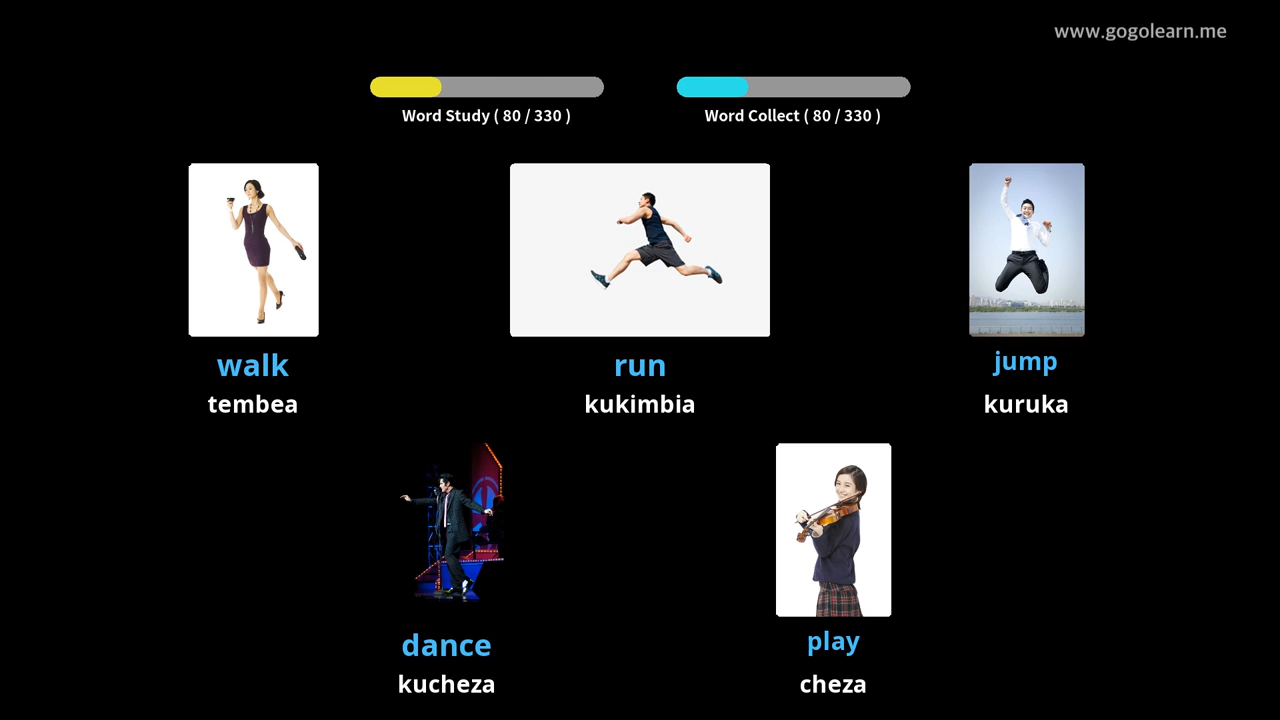 www.gogolearn.me
Word Study ( 80 / 330 )
Word Collect ( 80 / 330 )
walk
tembea
run
kukimbia
jump
kuruka
dance
kucheza
play
cheza